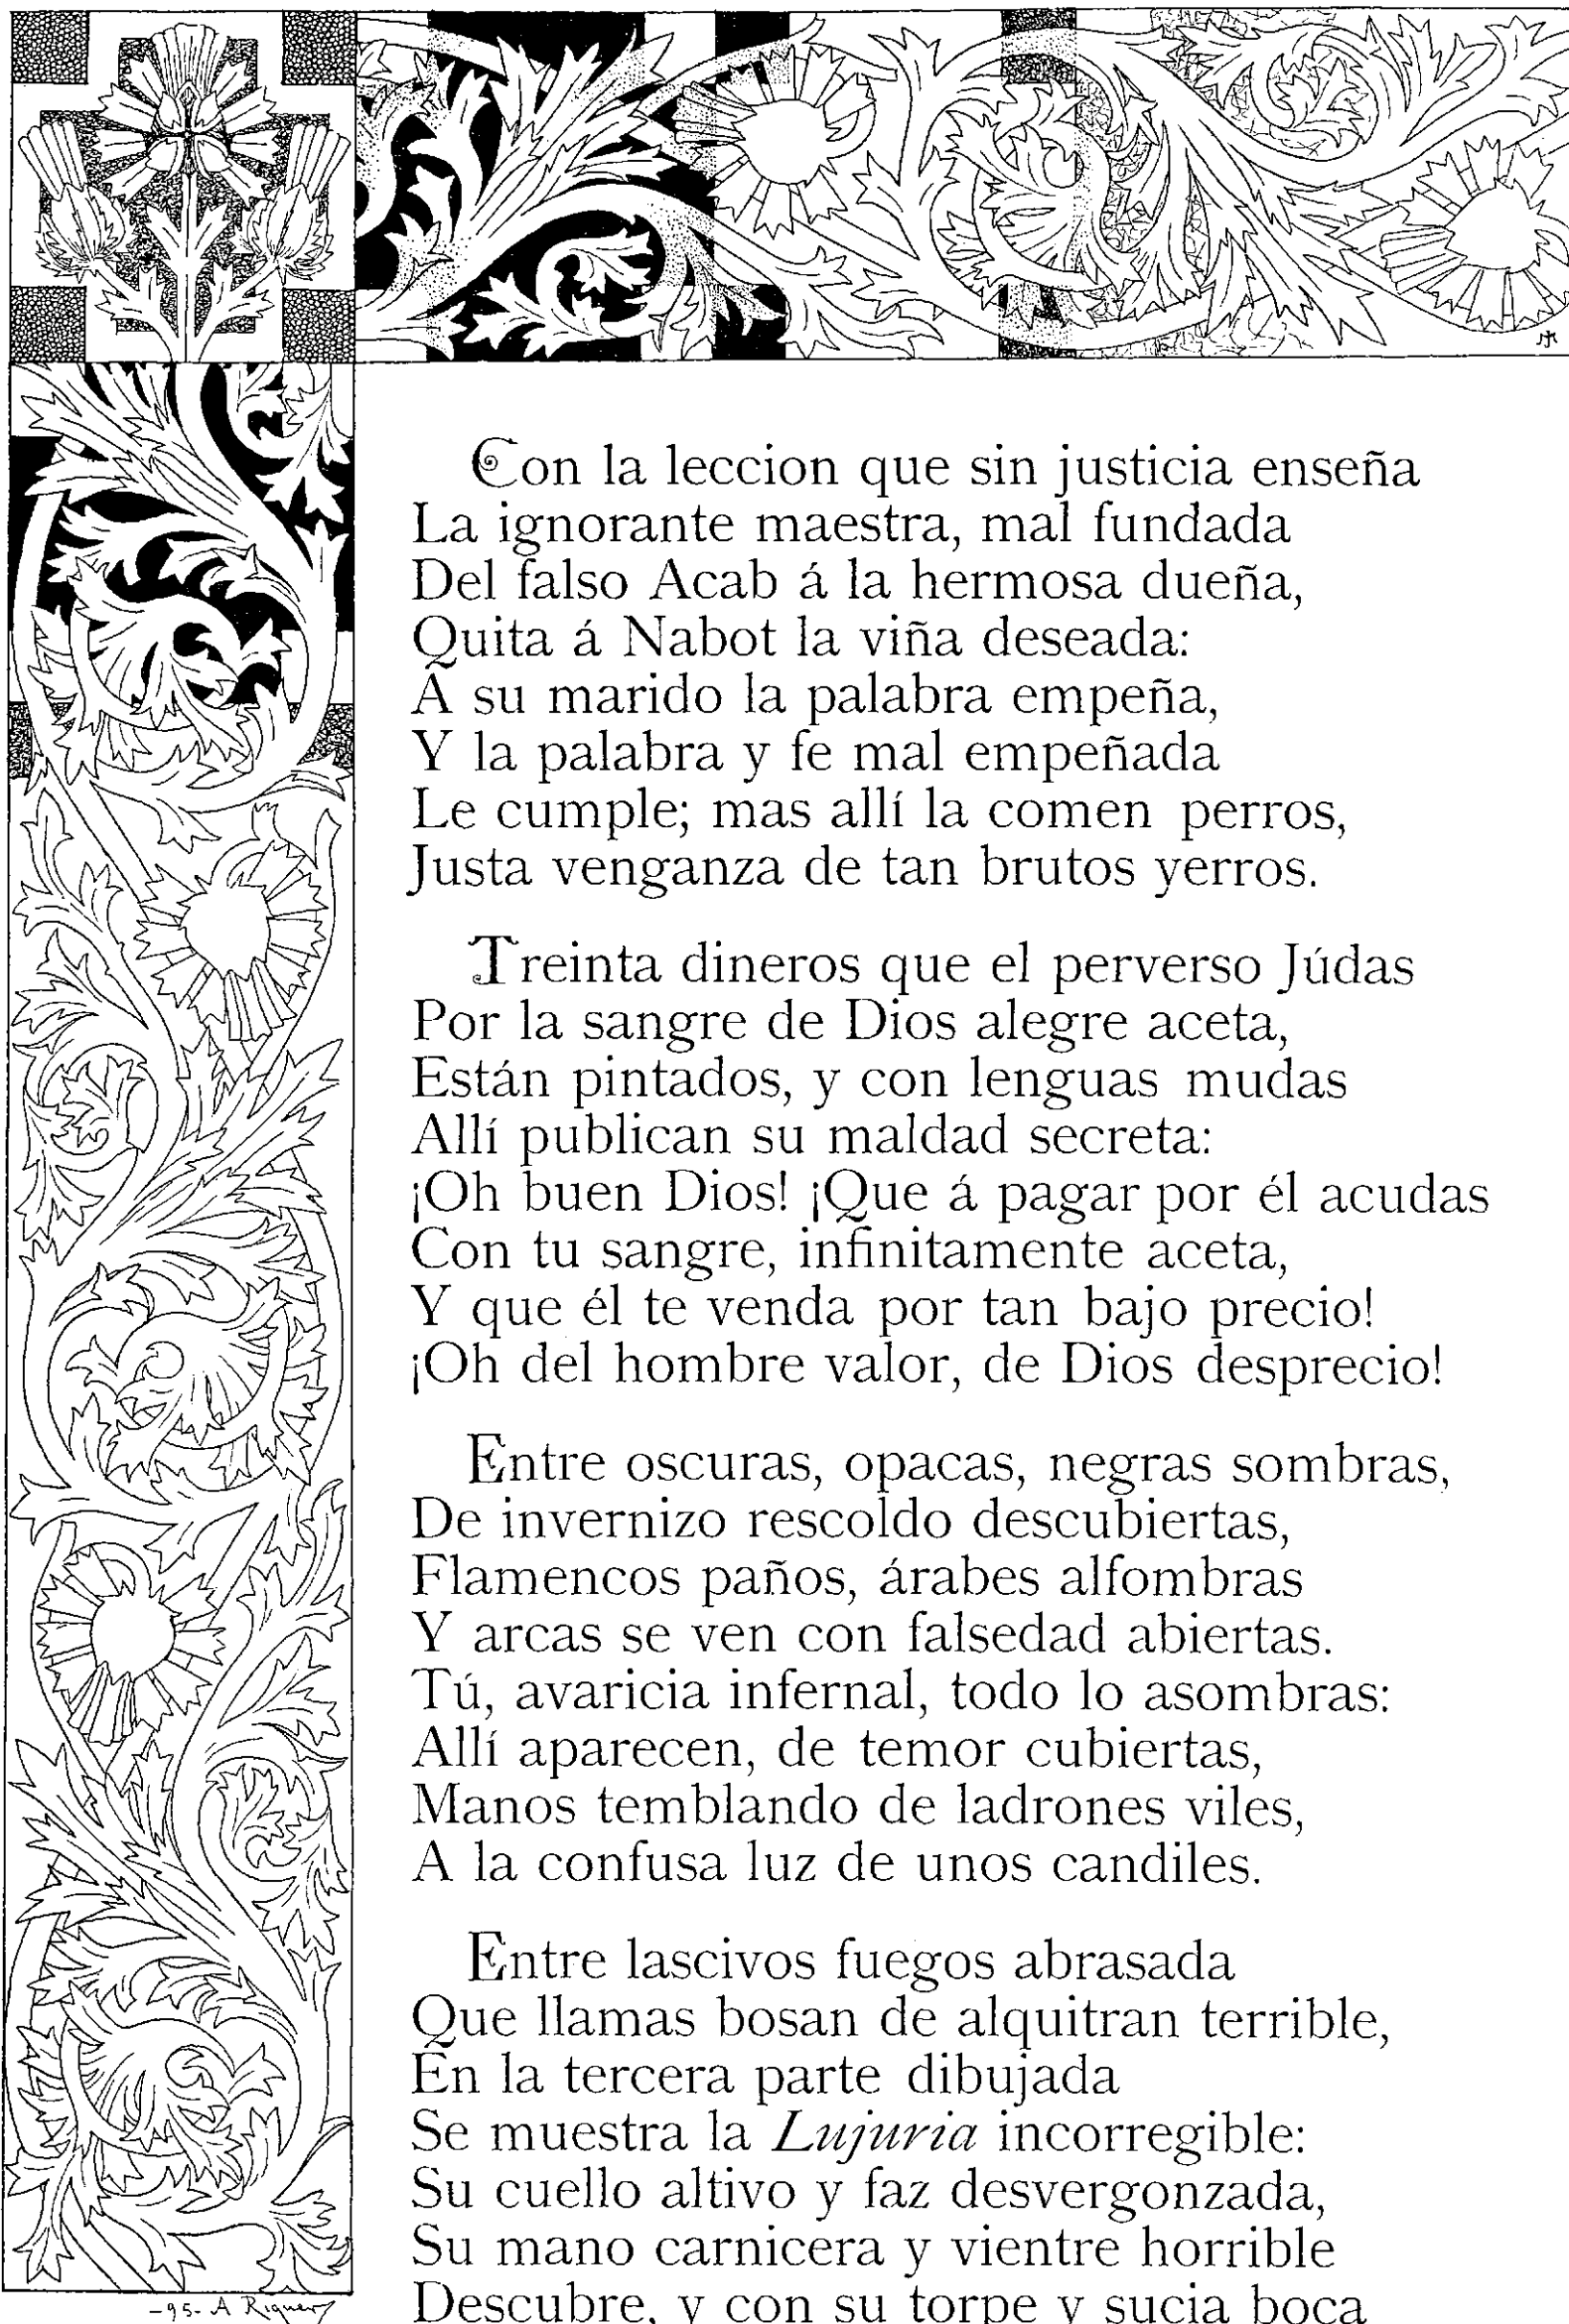 Con la leccion que sin justicia enseña
La ignorante maestra, mal fundada
Del falso Acab á la hermosa dueña,
Quita á Nabot la viña deseada:
A su marido la palabra empeña,
Y la palabra y fe mal empeñada
Le cumple; mas allí la comen perros,
Justa venganza de tan brutos yerros.
Treinta dineros que el perverso Júdas
Por la sangre de Dios alegre aceta,
Están pintados, y con lenguas mudas
Allí publican su maldad secreta:
¡Oh buen Dios! ¡Que á pagar por él acudas
Con tu sangre, infinitamente aceta,
Y que él te venda por tan bajo precio!
¡Oh del hombre valor, de Dios desprecio!
Entre oscuras, opacas, negras sombras,
De invernizo rescoldo descubiertas,
Flamencos paños, árabes alfombras
Y arcas se ven con falsedad abiertas.
Tú, avaricia infernal, todo lo asombras:
Allí aparecen, de temor cubiertas,
Manos temblando de ladrones viles,
A la confusa luz de unos candiles.
Entre lascivos fuegos abrasada
Que llamas bosan de alquitran terrible,
En la tercera parte dibujada
Se muestra la Lujuria incorregible:
Su cuello altivo y faz desvergonzada,
Su mano carnicera y vientre horrible
Descubre, y con su torpe y sucia boca
-95- A Riquer